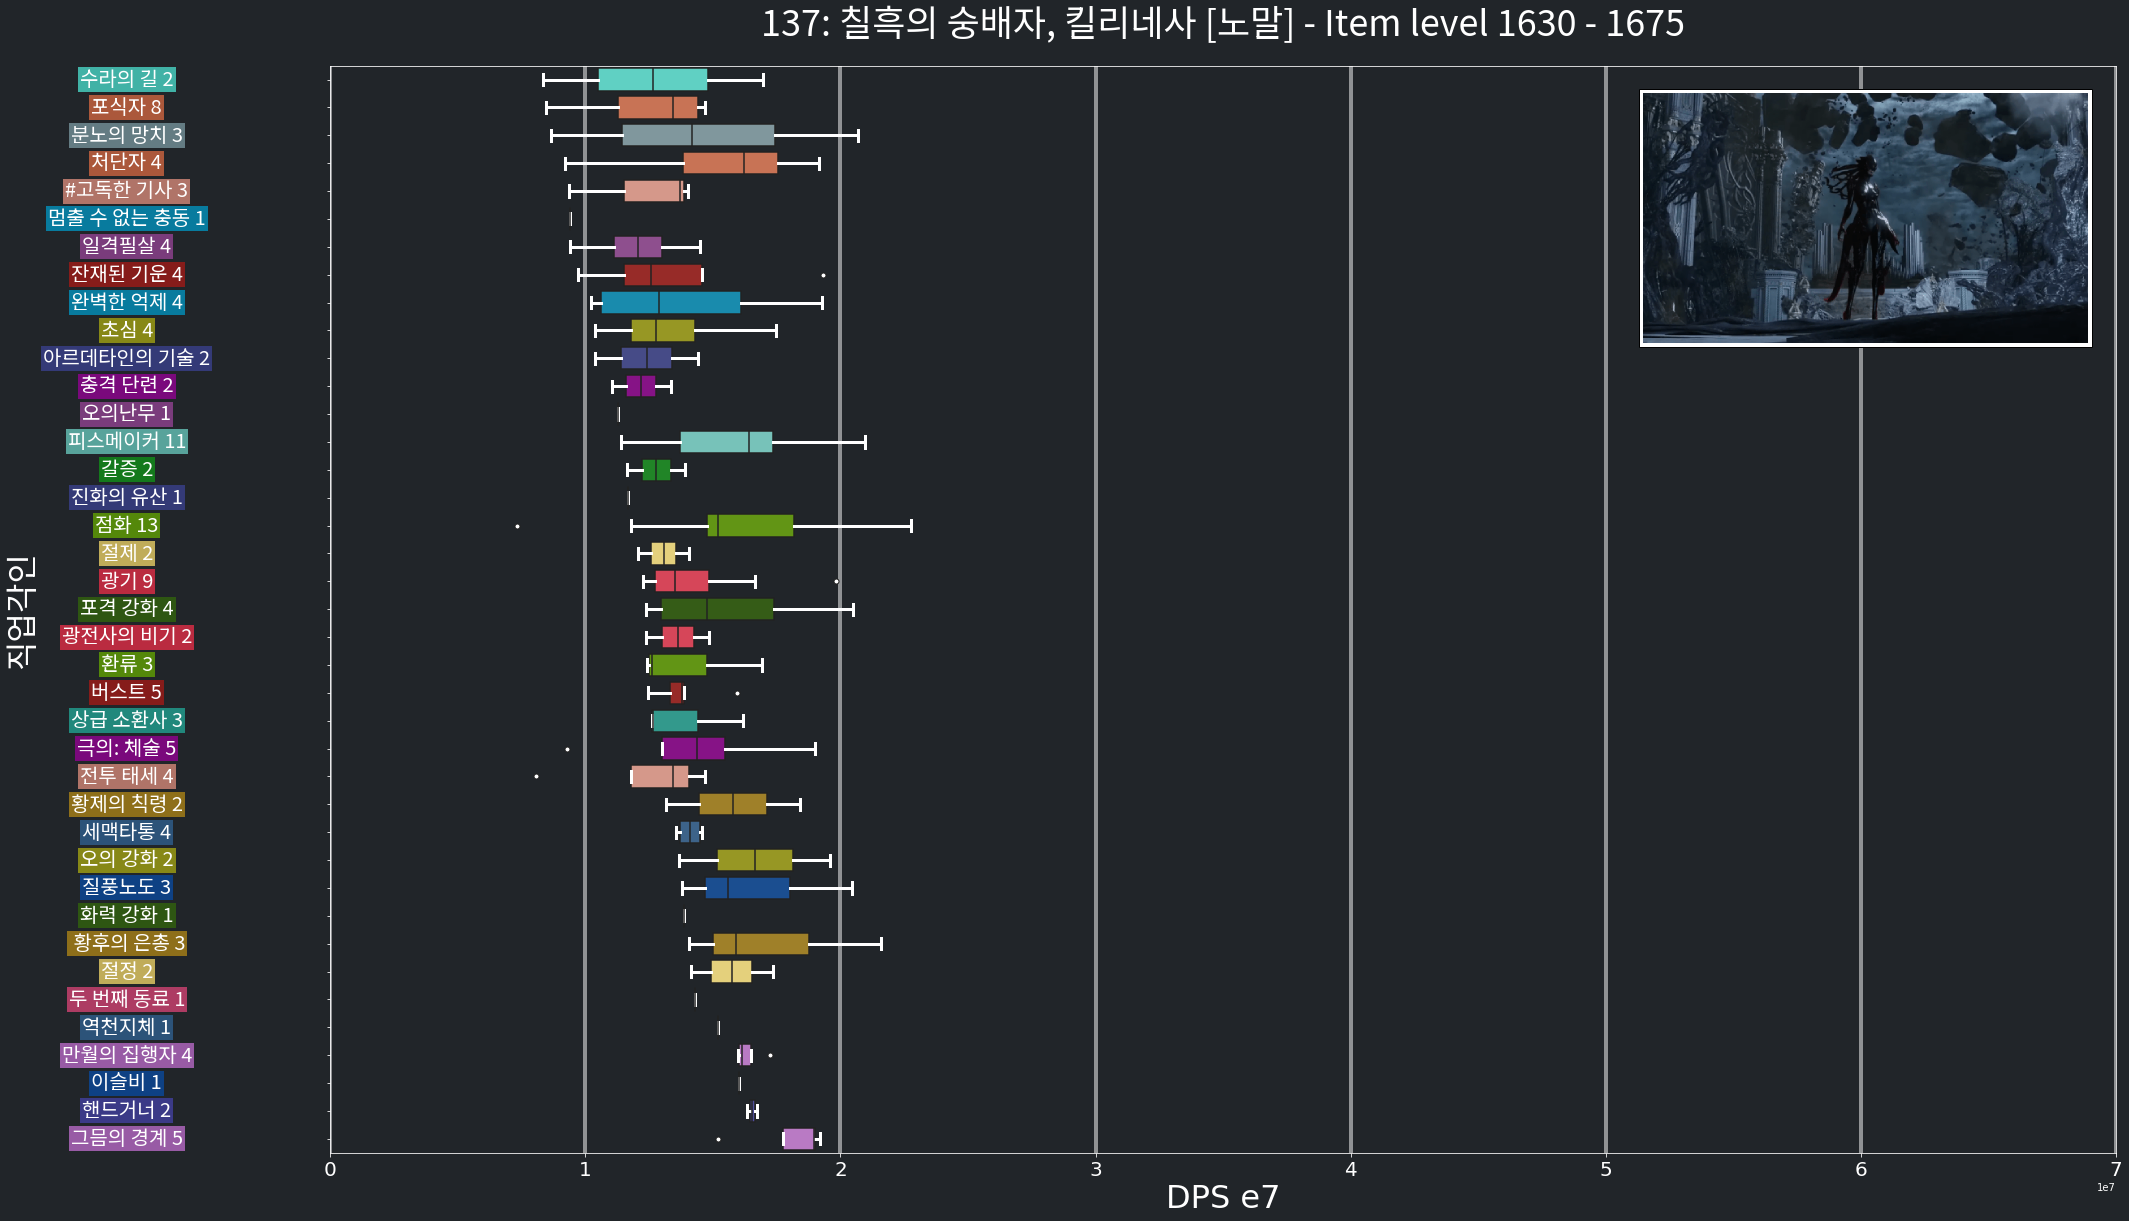 137: 칠흑의 숭배자, 킬리네사 [노말] - Item level 1630 - 1675
수라의 길 2
포식자 8
분노의 망치 3
처단자 4
#고독한 기사 3
멈출 수 없는 충동 1
일격필살 4
잔재된 기운 4
완벽한 억제 4
초심 4
아르데타인의 기술 2
충격 단련 2
오의난무 1
피스메이커 11
갈증 2
진화의 유산 1
점화 13
절제 2
광기 9
포격 강화 4
광전사의 비기 2
환류 3
버스트 5
상급 소환사 3
극의: 체술 5
전투 태세 4
황제의 칙령 2
세맥타통 4
오의 강화 2
질풍노도 3
화력 강화 1
황후의 은총 3
절정 2
두 번째 동료 1
역천지체 1
만월의 집행자 4
이슬비 1
핸드거너 2
그믐의 경계 5
직업각인
0 1 2 3 4 5 6 7
DPS e7
1e7